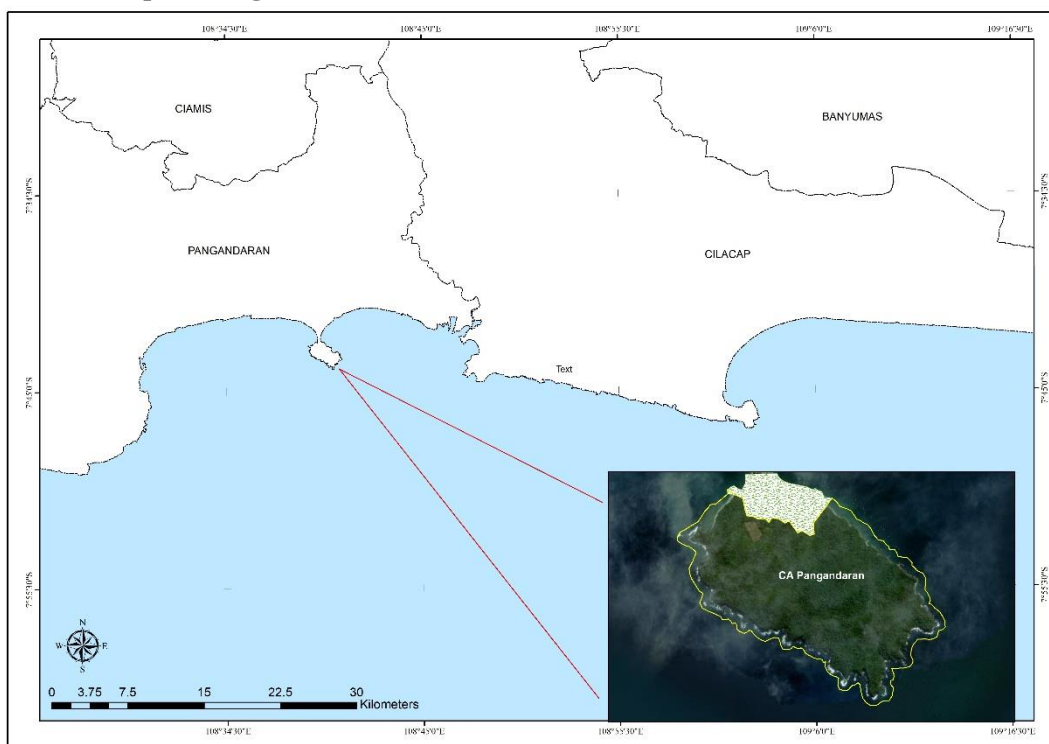 108°34'30"E 108°45'0"E 108°55'30"E 109°6'0"E 109°16'30"E
CIAMIS
BANYUMAS
7°34'30"S 7°34'30"S
PANGANDARAN
CILACAP
Text
7°45'0"S 7°45'0"S
CA Pangandaran
7°55'30"S 7°55'30"S
N
W E
S
0 3.75 7.5 15 22.5 30
Kilometers
108°34'30"E 108°45'0"E 108°55'30"E 109°6'0"E 109°16'30"E